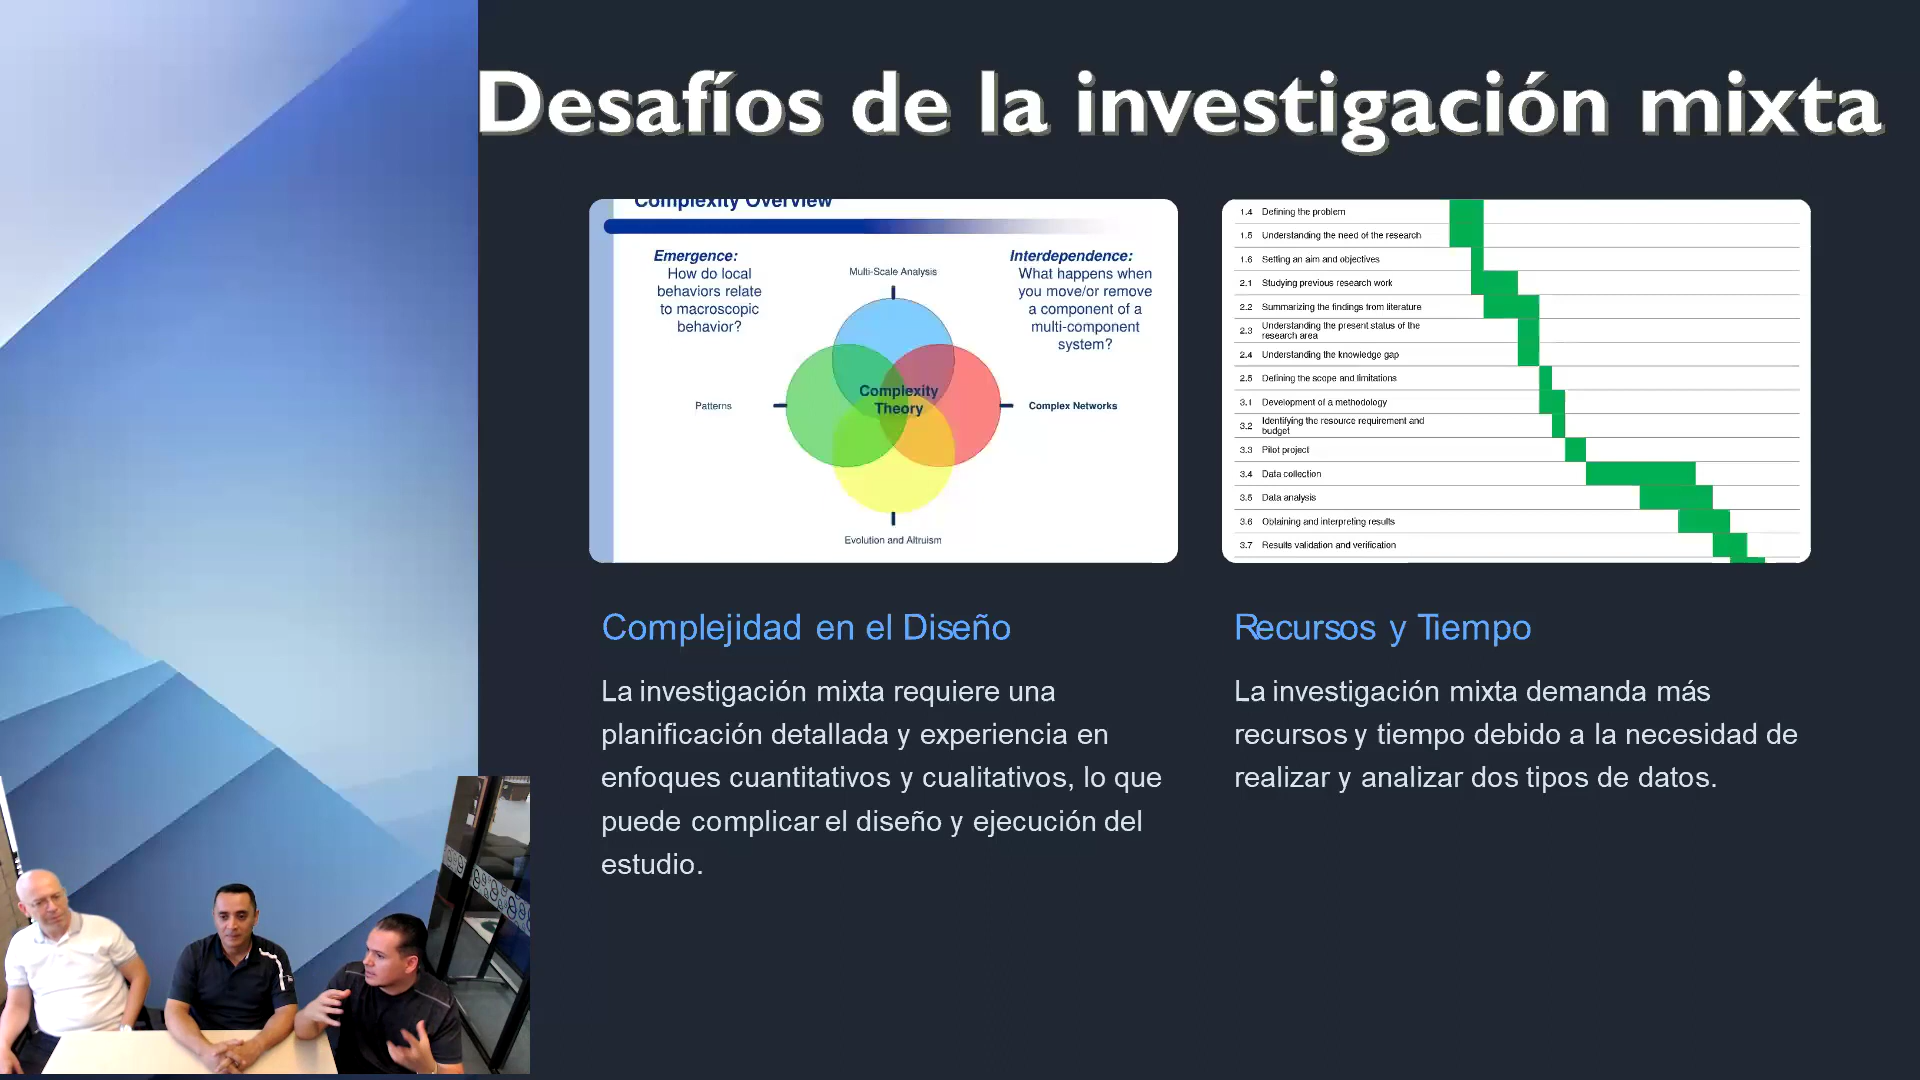 Desafíos de la investigación mixta
Complexity Overview
Emergence:
How do local
behaviors relate
to macroscopic
behavior?
Interdependence:
What happens when
you move/or remove
a component of a
multi-component
system?
Multi-Scale Analysis
Patterns
Complexity
Theory
Complex Networks
Evolution and Altruism
1.4 Defining the problem
1.5 Understanding the need of the research
1.6 Setting an aim and objectives
2.1 Studying previous research work
2.2 Summarizing the findings from literature
2.3 Understanding the present status of the
research area
2.4 Understanding the knowledge gap
2.5 Defining the scope and limitations
3.1 Development of a methodology
3.2 Identifying the resource requirement and
budget
3.3 Pilot project
3.4 Data collection
3.5 Data analysis
3.6 Obtaining and interpreting results
3.7 Results validation and verification
Complejidad en el Diseño
La investigación mixta requiere una
planificación detallada y experiencia en
enfoques cuantitativos y cualitativos, lo que
puede complicar el diseño y ejecución del
estudio.
Recursos y Tiempo
La investigación mixta demanda más
recursos y tiempo debido a la necesidad de
realizar y analizar dos tipos de datos.